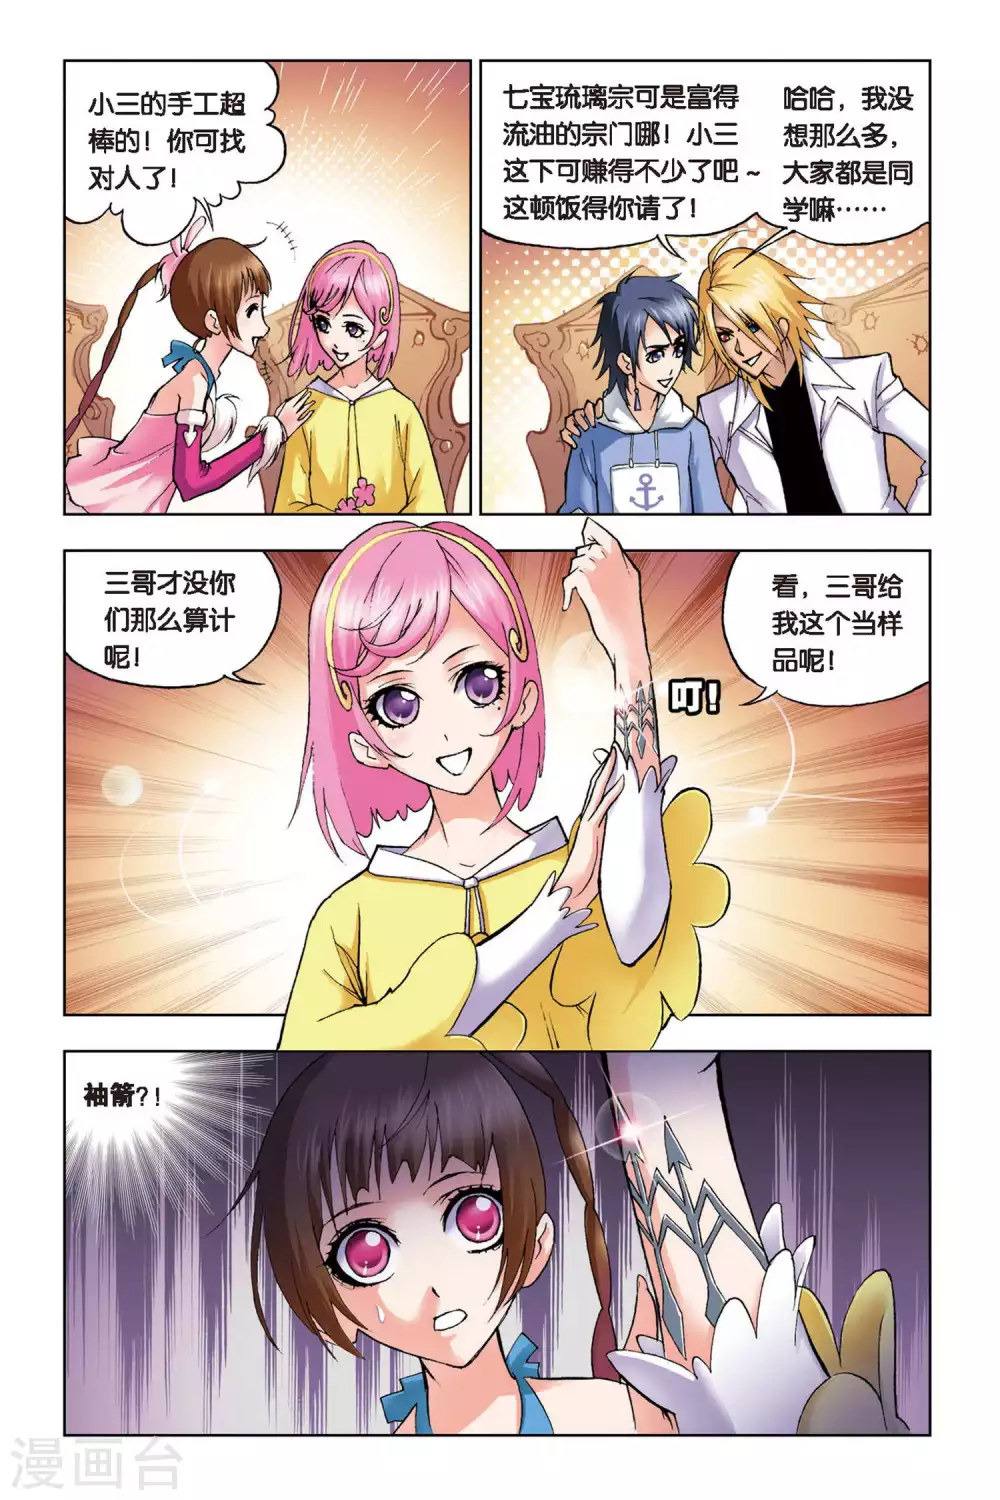 小三的手工超
棒的！你可找
对人了！
七宝琉璃宗可是富得
流油的宗门哪！小三
这下可赚得不少了吧～
这顿饭得你请了！
哈哈，我没
想那么多，
大家都是同
学嘛……
三哥才没你
们那么算计
呢！
看，三哥给
我这个当样
品呢！
叮！
袖箭？！
漫画台